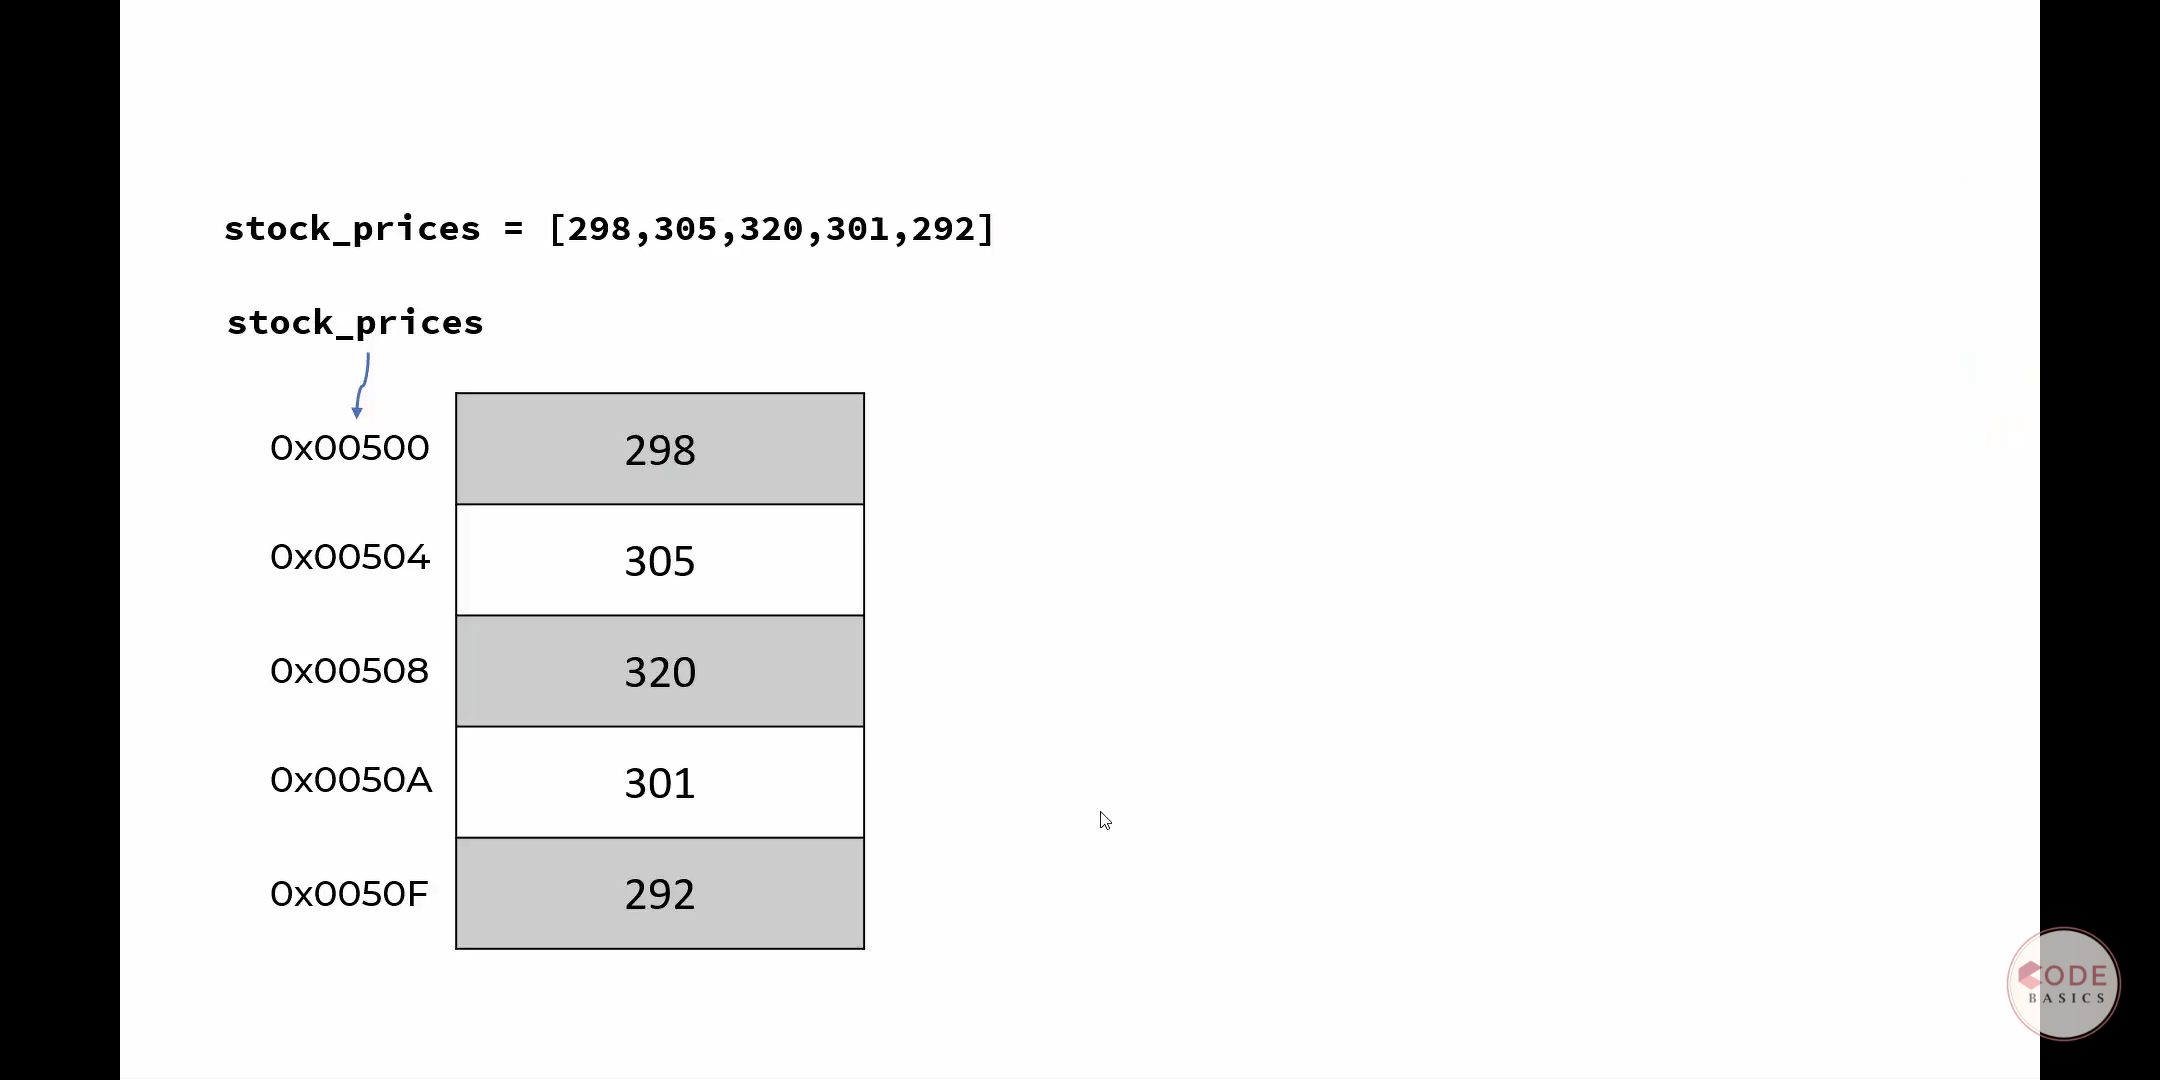 stock_prices = [298,305,320,301,292]
stock_prices
0x00500 298
0x00504 305
0x00508 320
0x0050A 301
0x0050F 292
CODE
BASICS